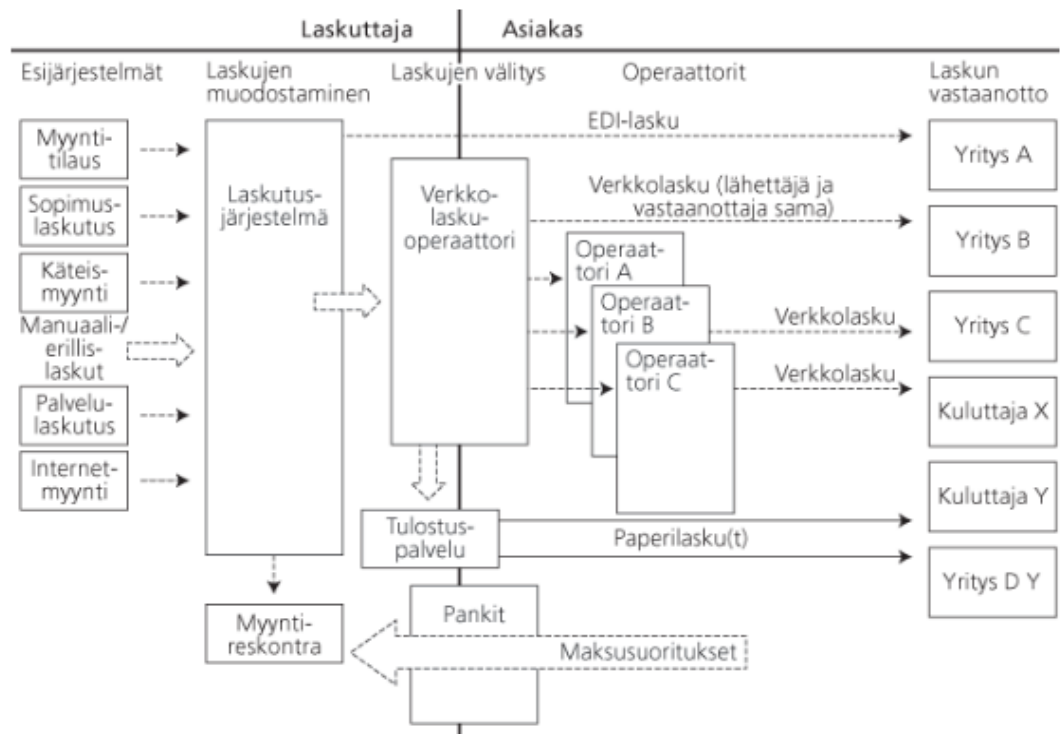 Laskuttaja
Asiakas
Esijärjestelmät
Laskujen
muodostaminen
Laskujen välitys
Operaattorit
Laskun
vastaanotto
Myynti-
tilaus
Sopimus-
laskutus
Käteis-
myynti
Manuaali-/
erillis-
laskut
Palvelu-
laskutus
Internet-
myynti
Laskutus-
järjestelmä
Myynti-
reskontra
Verkko-
lasku-
operaattori
Tulostus-
palvelu
Pankit
Maksusuoritukset
EDI-lasku
Verkkolasku (lähettäjä ja
vastaanottaja sama)
Operaat-
tori A
Operaat-
tori B
Operaat-
tori C
Verkkolasku
Verkkolasku
Paperilasku(t)
Yritys A
Yritys B
Yritys C
Kuluttaja X
Kuluttaja Y
Yritys D Y